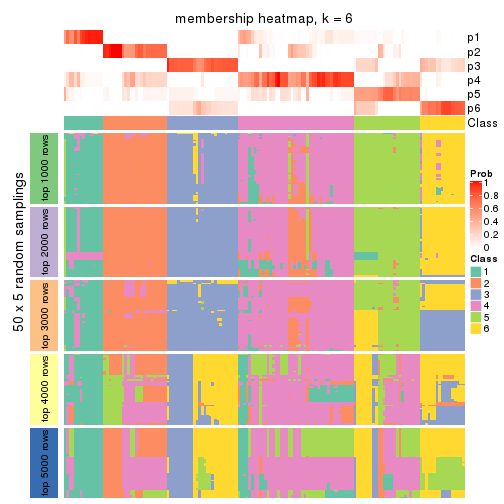 membership heatmap, k = 6
p1
p2
p3
p4
p5
p6
Class
50 x 5 random samplings
top 1000 rows
top 2000 rows
top 3000 rows
top 4000 rows
top 5000 rows
Prob
1
0.8
0.6
0.4
0.2
0
Class
1
2
3
4
5
6